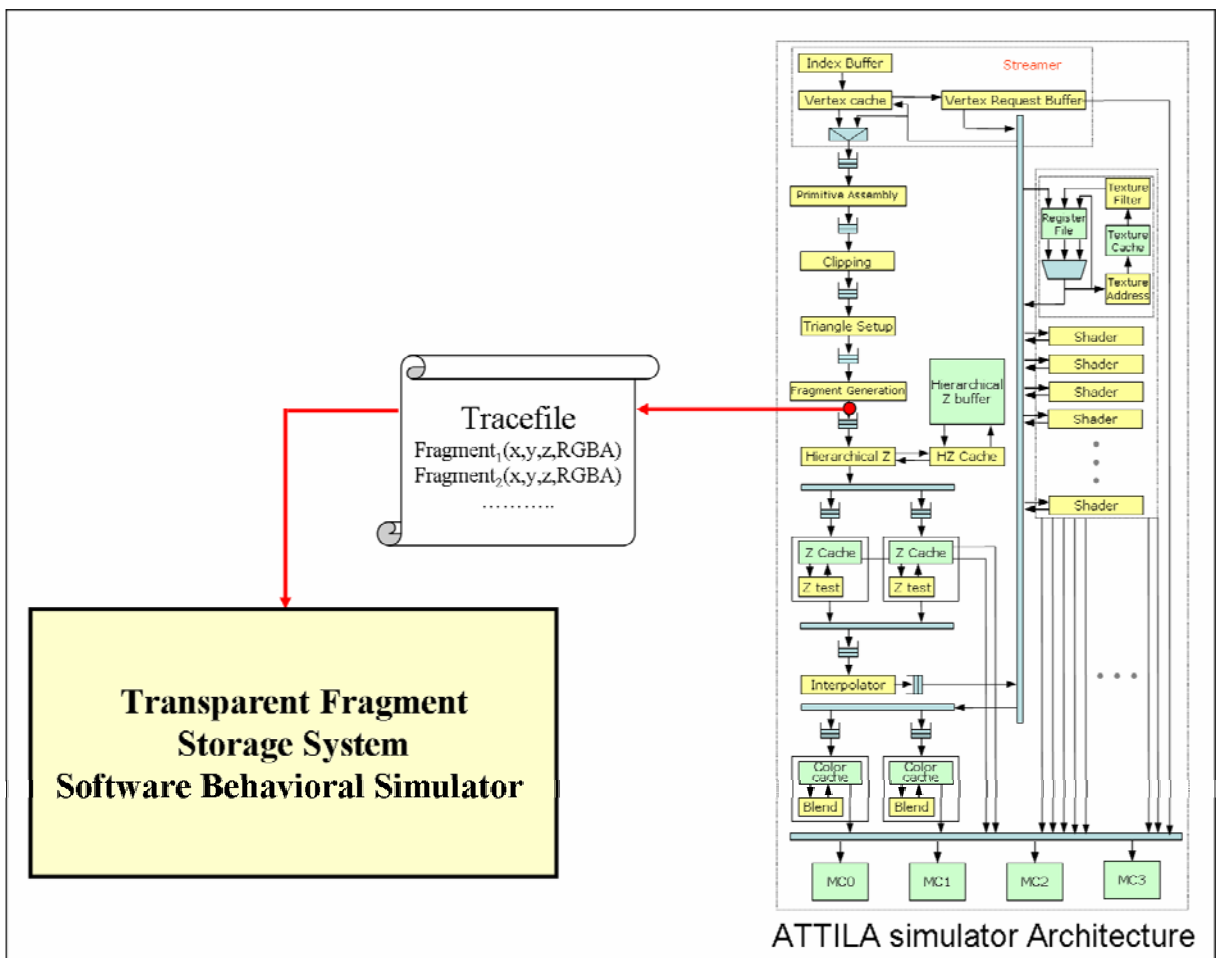 Index Buffer
Streamer
Vertex cache
Vertex Request Buffer
Primitive Assembly
Texture
Filter
Register
File
Texture
Cache
Clipping
Texture
Address
Triangle Setup
Shader
Shader
Fragment Generation
Hierarchical
Z buffer
Shader
Shader
Tracefile
Fragment1(x,y,z,RGBA)
Fragment2(x,y,z,RGBA)
...........
Hierarchical Z
HZ Cache
Shader
Z Cache
Z Cache
Z test
Z test
Interpolator
Transparent Fragment
Storage System
Software Behavioral Simulator
Color
cache
Color
cache
Blend
Blend
MC0
MC1
MC2
MC3
ATTILA simulator Architecture